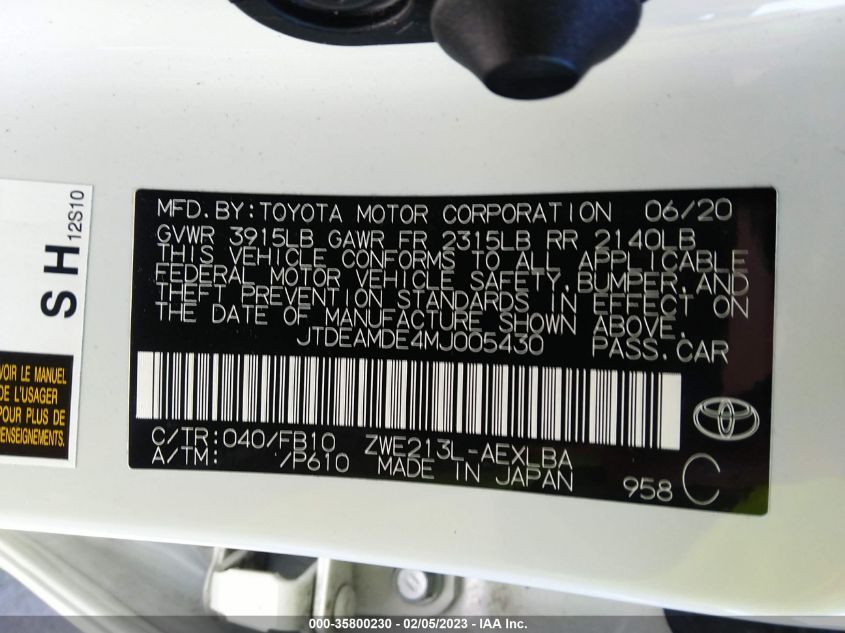 MFD.BY:TOYOTA MOTOR CORPORATION 06/20
GVWR 3915LB GAWR FR 2315LB RR 2140LB
THIS VEHICLE CONFORMS TO ALL APPLICABLE
FEDERAL MOTOR VEHICLE SAFETY,BUMPER,AND
THEFT PREVENTION STANDARDS IN EFFECT ON
THE DATE OF MANUFACTURE SHOWN ABOVE.
JTDEAMDE4MJ005430 PASS.CAR
C/TR:040/FB10 ZWE213L-AEXLBA
A/TM: /P610 MADE IN JAPAN 958 C
S H 12S10
VOIR LE MANUEL
DE L'USAGER
POUR PLUS DE
RENSEIGNEMENTS.
000-35800230 — 02/05/2023 — IAA Inc.